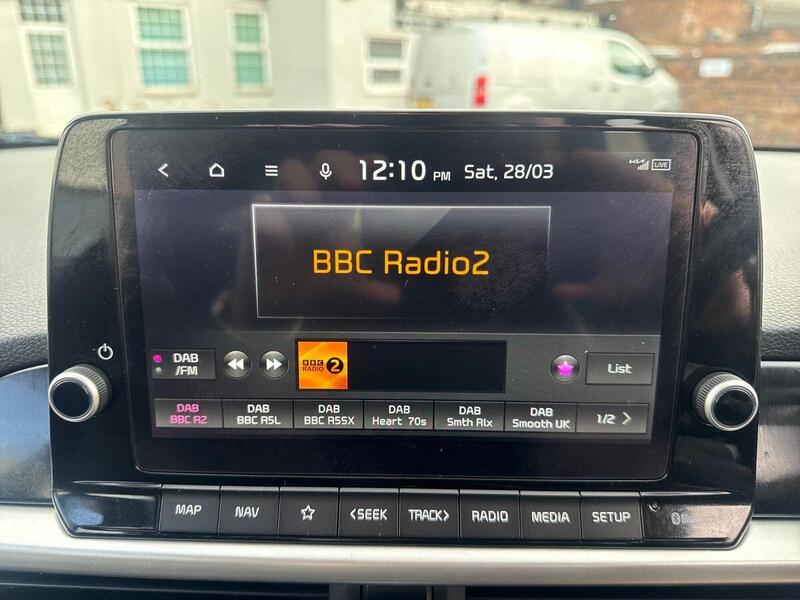 12:10 PM Sat, 28/03
KIA LIVE
BBC Radio2
DAB
/FM
BBC
RADIO 2
List
DAB
BBC R2
DAB
BBC R5L
DAB
BBC R5SX
DAB
Heart 70s
DAB
Smth Rlx
DAB
Smooth UK
1/2 >
MAP
NAV
<SEEK
TRACK>
RADIO
MEDIA
SETUP